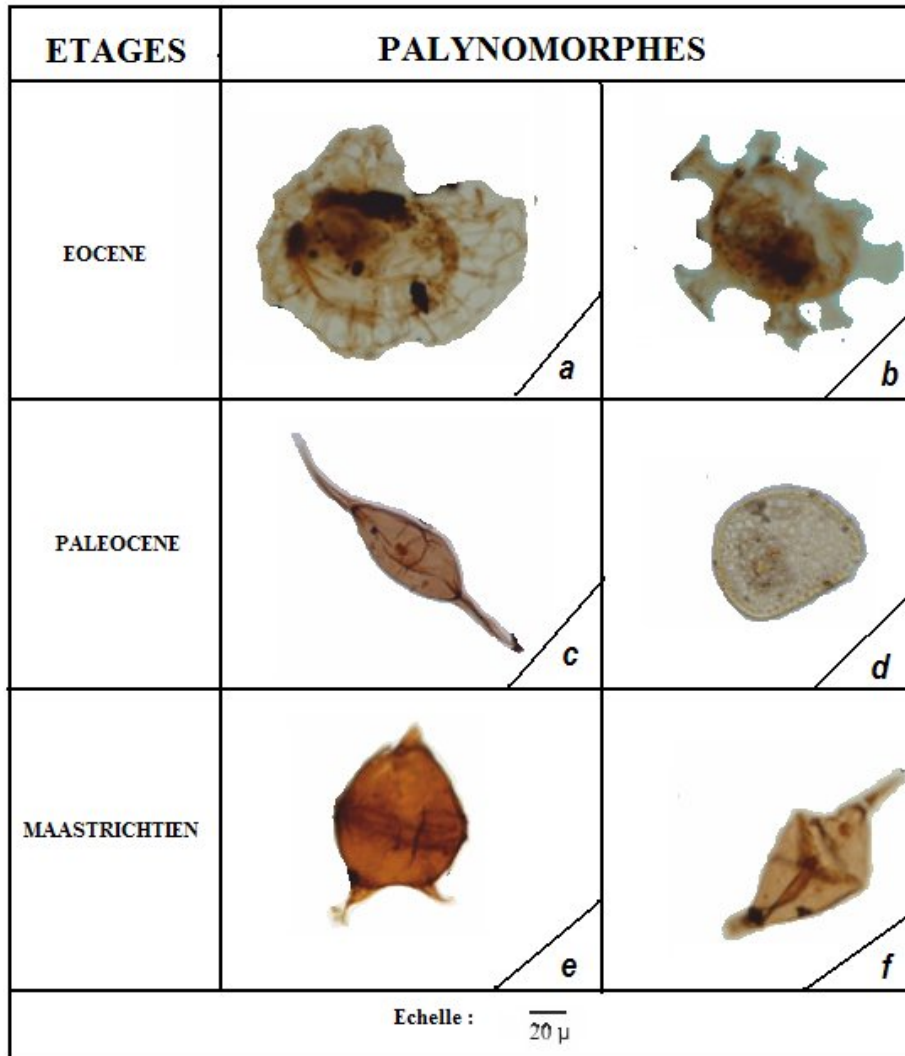 ETAGES
PALYNOMORPHES
EOCENE
a
b
PALEOCENE
c
d
MAASTRICHTIEN
e
f
Echelle :
20 µ